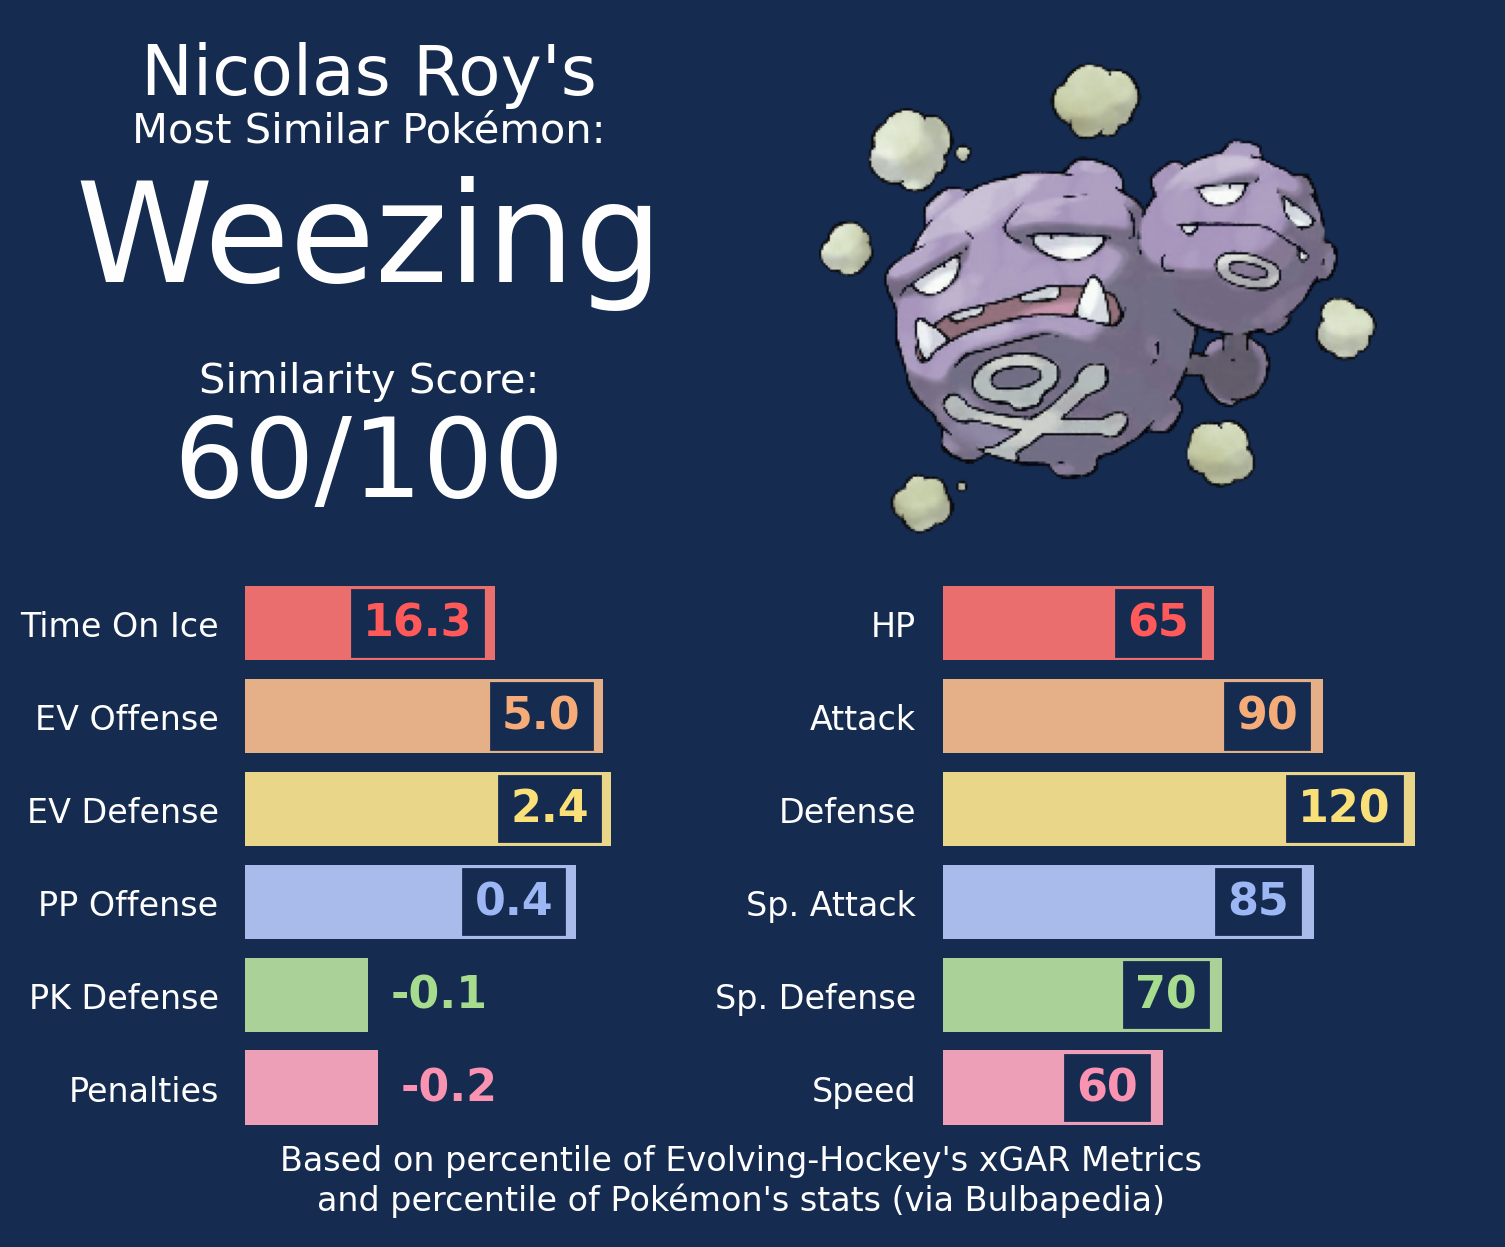 Nicolas Roy's
Most Similar Pokémon:
Weezing
Similarity Score:
60/100
Time On Ice 16.3
EV Offense 5.0
EV Defense 2.4
PP Offense 0.4
PK Defense -0.1
Penalties -0.2
HP 65
Attack 90
Defense 120
Sp. Attack 85
Sp. Defense 70
Speed 60
Based on percentile of Evolving-Hockey's xGAR Metrics
and percentile of Pokémon's stats (via Bulbapedia)